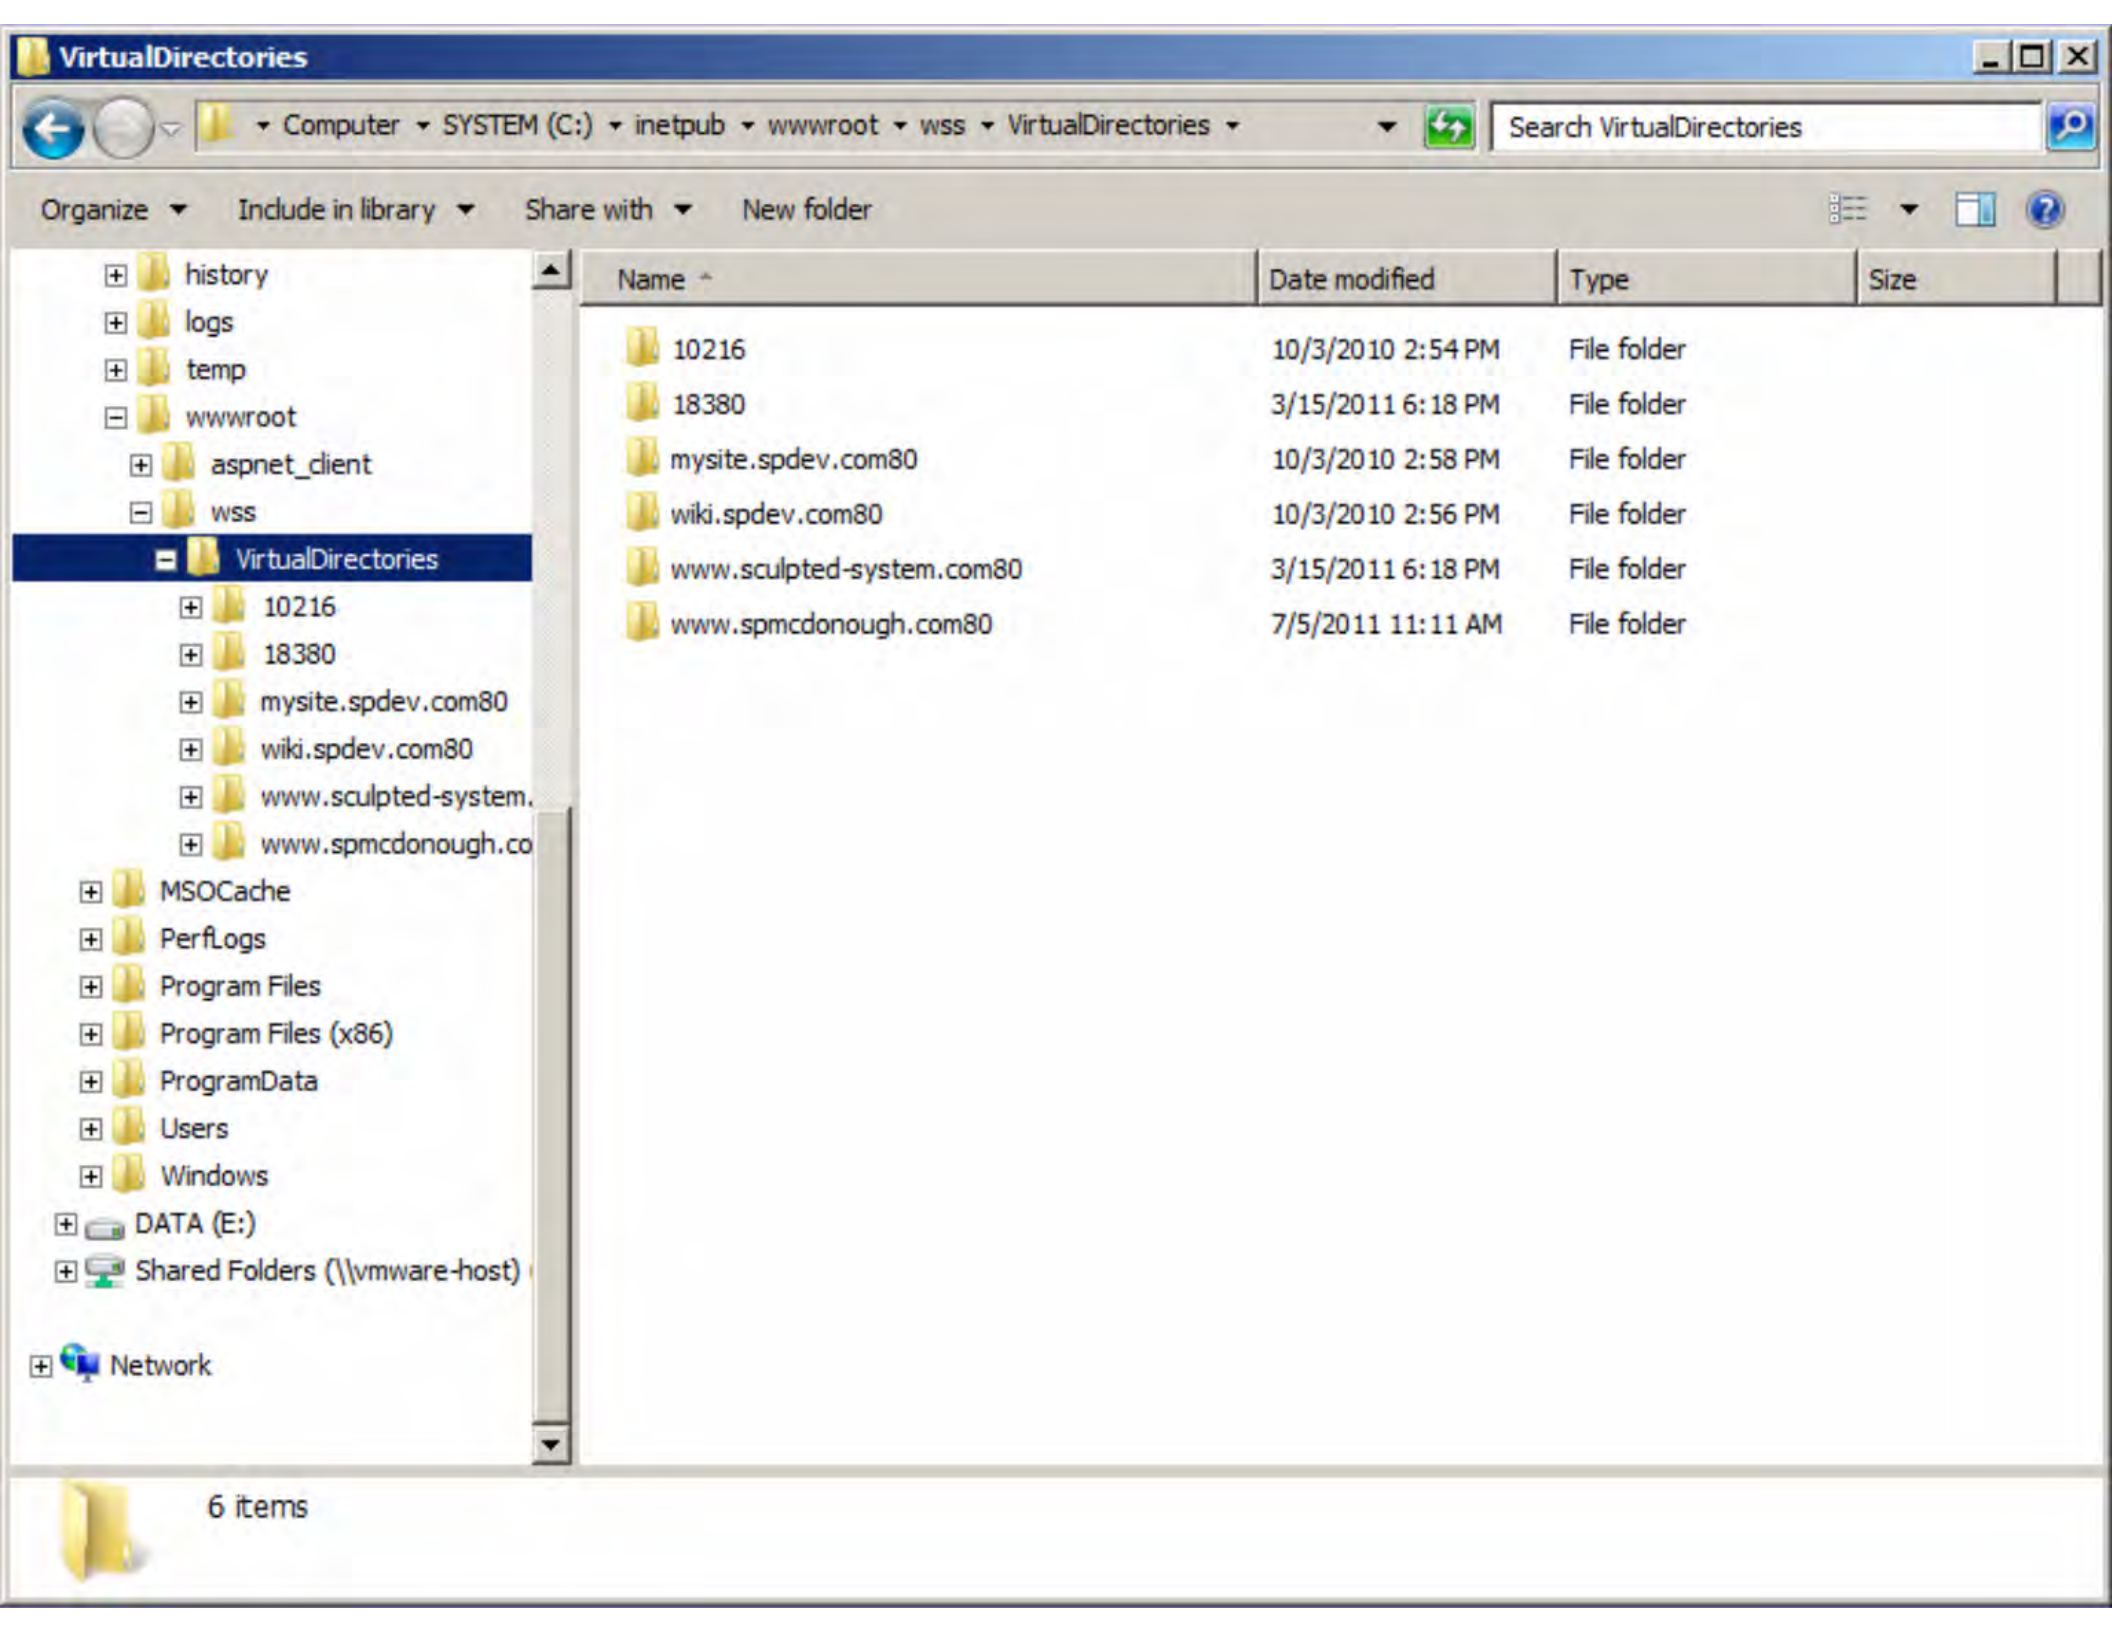 VirtualDirectories
Computer SYSTEM (C:) inetpub wwwroot wss VirtualDirectories
Search VirtualDirectories
Organize Include in library Share with New folder
history
logs
temp
wwwroot
aspnet_client
wss
VirtualDirectories
10216
18380
mysite.spdev.com80
wiki.spdev.com80
www.sculpted-system.
www.spmcdonough.co
MSOCache
PerfLogs
Program Files
Program Files (x86)
ProgramData
Users
Windows
DATA (E:)
Shared Folders (\\vmware-host)
Network
Name Date modified Type Size
10216 10/3/2010 2:54 PM File folder
18380 3/15/2011 6:18 PM File folder
mysite.spdev.com80 10/3/2010 2:58 PM File folder
wiki.spdev.com80 10/3/2010 2:56 PM File folder
www.sculpted-system.com80 3/15/2011 6:18 PM File folder
www.spmcdonough.com80 7/5/2011 11:11 AM File folder
6 items